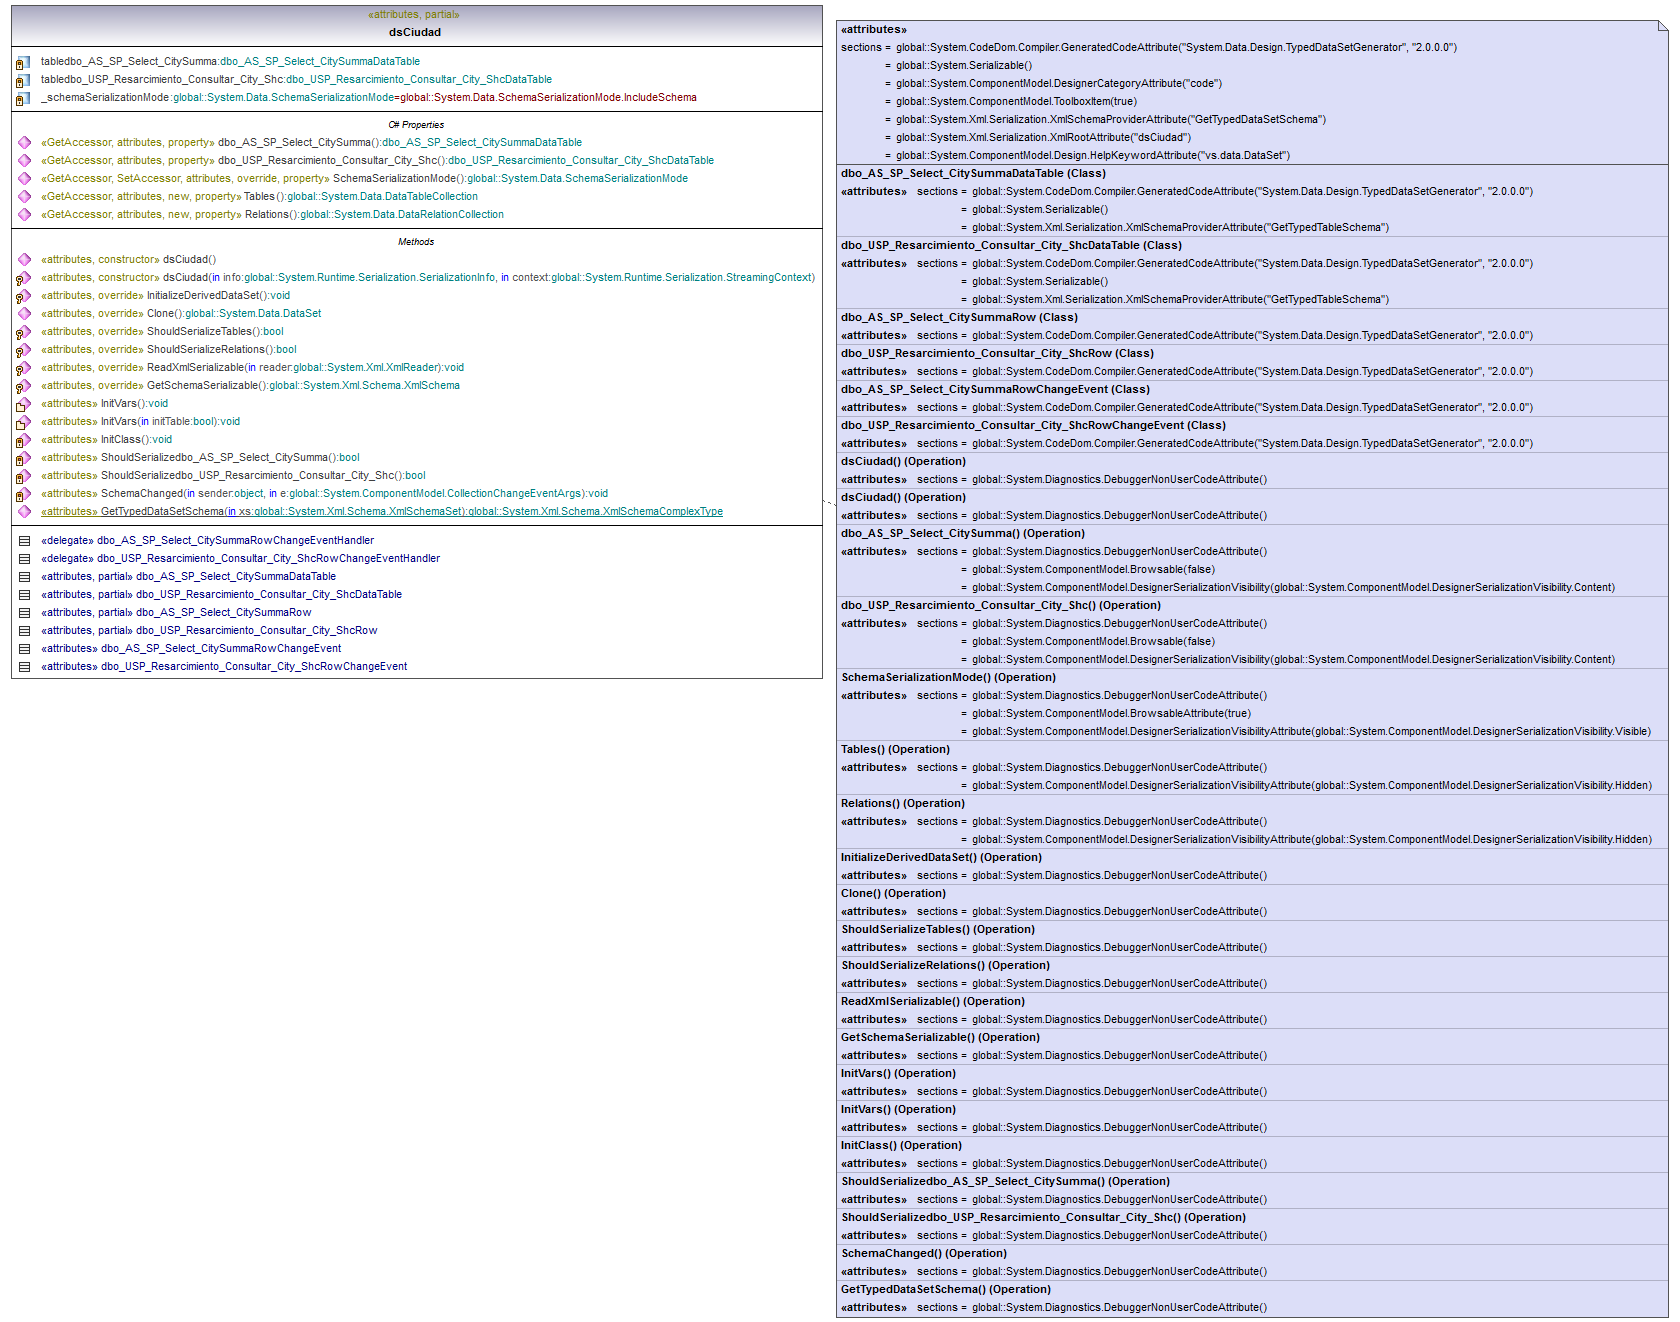 «attributes, partial»
dsCiudad
tabledbo_AS_SP_Select_CitySumma:dbo_AS_SP_Select_CitySummaDataTable
tabledbo_USP_Resarcimiento_Consultar_City_Shc:dbo_USP_Resarcimiento_Consultar_City_ShcDataTable
_schemaSerializationMode:global::System.Data.SchemaSerializationMode=global::System.Data.SchemaSerializationMode.IncludeSchema
C# Properties
«GetAccessor, attributes, property» dbo_AS_SP_Select_CitySumma():dbo_AS_SP_Select_CitySummaDataTable
«GetAccessor, attributes, property» dbo_USP_Resarcimiento_Consultar_City_Shc():dbo_USP_Resarcimiento_Consultar_City_ShcDataTable
«GetAccessor, SetAccessor, attributes, override, property» SchemaSerializationMode():global::System.Data.SchemaSerializationMode
«GetAccessor, attributes, new, property» Tables():global::System.Data.DataTableCollection
«GetAccessor, attributes, new, property» Relations():global::System.Data.DataRelationCollection
Methods
«attributes, constructor» dsCiudad()
«attributes, constructor» dsCiudad(in info:global::System.Runtime.Serialization.SerializationInfo, in context:global::System.Runtime.Serialization.StreamingContext)
«attributes, override» InitializeDerivedDataSet():void
«attributes, override» Clone():global::System.Data.DataSet
«attributes, override» ShouldSerializeTables():bool
«attributes, override» ShouldSerializeRelations():bool
«attributes, override» ReadXmlSerializable(in reader:global::System.Xml.XmlReader):void
«attributes, override» GetSchemaSerializable():global::System.Xml.Schema.XmlSchema
«attributes» InitVars():void
«attributes» InitVars(in initTable:bool):void
«attributes» InitClass():void
«attributes» ShouldSerializedbo_AS_SP_Select_CitySumma():bool
«attributes» ShouldSerializedbo_USP_Resarcimiento_Consultar_City_Shc():bool
«attributes» SchemaChanged(in sender:object, in e:global::System.ComponentModel.CollectionChangeEventArgs):void
«attributes» GetTypedDataSetSchema(in xs:global::System.Xml.Schema.XmlSchemaSet):global::System.Xml.Schema.XmlSchemaComplexType
«delegate» dbo_AS_SP_Select_CitySummaRowChangeEventHandler
«delegate» dbo_USP_Resarcimiento_Consultar_City_ShcRowChangeEventHandler
«attributes, partial» dbo_AS_SP_Select_CitySummaDataTable
«attributes, partial» dbo_USP_Resarcimiento_Consultar_City_ShcDataTable
«attributes, partial» dbo_AS_SP_Select_CitySummaRow
«attributes, partial» dbo_USP_Resarcimiento_Consultar_City_ShcRow
«attributes» dbo_AS_SP_Select_CitySummaRowChangeEvent
«attributes» dbo_USP_Resarcimiento_Consultar_City_ShcRowChangeEvent
«attributes»
sections = global::System.CodeDom.Compiler.GeneratedCodeAttribute("System.Data.Design.TypedDataSetGenerator", "2.0.0.0")
= global::System.Serializable()
= global::System.ComponentModel.DesignerCategoryAttribute("code")
= global::System.ComponentModel.ToolboxItem(true)
= global::System.Xml.Serialization.XmlSchemaProviderAttribute("GetTypedDataSetSchema")
= global::System.Xml.Serialization.XmlRootAttribute("dsCiudad")
= global::System.ComponentModel.Design.HelpKeywordAttribute("vs.data.DataSet")
dbo_AS_SP_Select_CitySummaDataTable (Class)
«attributes» sections = global::System.CodeDom.Compiler.GeneratedCodeAttribute("System.Data.Design.TypedDataSetGenerator", "2.0.0.0")
= global::System.Serializable()
= global::System.Xml.Serialization.XmlSchemaProviderAttribute("GetTypedTableSchema")
dbo_USP_Resarcimiento_Consultar_City_ShcDataTable (Class)
«attributes» sections = global::System.CodeDom.Compiler.GeneratedCodeAttribute("System.Data.Design.TypedDataSetGenerator", "2.0.0.0")
= global::System.Serializable()
= global::System.Xml.Serialization.XmlSchemaProviderAttribute("GetTypedTableSchema")
dbo_AS_SP_Select_CitySummaRow (Class)
«attributes» sections = global::System.CodeDom.Compiler.GeneratedCodeAttribute("System.Data.Design.TypedDataSetGenerator", "2.0.0.0")
dbo_USP_Resarcimiento_Consultar_City_ShcRow (Class)
«attributes» sections = global::System.CodeDom.Compiler.GeneratedCodeAttribute("System.Data.Design.TypedDataSetGenerator", "2.0.0.0")
dbo_AS_SP_Select_CitySummaRowChangeEvent (Class)
«attributes» sections = global::System.CodeDom.Compiler.GeneratedCodeAttribute("System.Data.Design.TypedDataSetGenerator", "2.0.0.0")
dbo_USP_Resarcimiento_Consultar_City_ShcRowChangeEvent (Class)
«attributes» sections = global::System.CodeDom.Compiler.GeneratedCodeAttribute("System.Data.Design.TypedDataSetGenerator", "2.0.0.0")
dsCiudad() (Operation)
«attributes» sections = global::System.Diagnostics.DebuggerNonUserCodeAttribute()
dsCiudad() (Operation)
«attributes» sections = global::System.Diagnostics.DebuggerNonUserCodeAttribute()
dbo_AS_SP_Select_CitySumma() (Operation)
«attributes» sections = global::System.Diagnostics.DebuggerNonUserCodeAttribute()
= global::System.ComponentModel.Browsable(false)
= global::System.ComponentModel.DesignerSerializationVisibility(global::System.ComponentModel.DesignerSerializationVisibility.Content)
dbo_USP_Resarcimiento_Consultar_City_Shc() (Operation)
«attributes» sections = global::System.Diagnostics.DebuggerNonUserCodeAttribute()
= global::System.ComponentModel.Browsable(false)
= global::System.ComponentModel.DesignerSerializationVisibility(global::System.ComponentModel.DesignerSerializationVisibility.Content)
SchemaSerializationMode() (Operation)
«attributes» sections = global::System.Diagnostics.DebuggerNonUserCodeAttribute()
= global::System.ComponentModel.BrowsableAttribute(true)
= global::System.ComponentModel.DesignerSerializationVisibilityAttribute(global::System.ComponentModel.DesignerSerializationVisibility.Visible)
Tables() (Operation)
«attributes» sections = global::System.Diagnostics.DebuggerNonUserCodeAttribute()
= global::System.ComponentModel.DesignerSerializationVisibilityAttribute(global::System.ComponentModel.DesignerSerializationVisibility.Hidden)
Relations() (Operation)
«attributes» sections = global::System.Diagnostics.DebuggerNonUserCodeAttribute()
= global::System.ComponentModel.DesignerSerializationVisibilityAttribute(global::System.ComponentModel.DesignerSerializationVisibility.Hidden)
InitializeDerivedDataSet() (Operation)
«attributes» sections = global::System.Diagnostics.DebuggerNonUserCodeAttribute()
Clone() (Operation)
«attributes» sections = global::System.Diagnostics.DebuggerNonUserCodeAttribute()
ShouldSerializeTables() (Operation)
«attributes» sections = global::System.Diagnostics.DebuggerNonUserCodeAttribute()
ShouldSerializeRelations() (Operation)
«attributes» sections = global::System.Diagnostics.DebuggerNonUserCodeAttribute()
ReadXmlSerializable() (Operation)
«attributes» sections = global::System.Diagnostics.DebuggerNonUserCodeAttribute()
GetSchemaSerializable() (Operation)
«attributes» sections = global::System.Diagnostics.DebuggerNonUserCodeAttribute()
InitVars() (Operation)
«attributes» sections = global::System.Diagnostics.DebuggerNonUserCodeAttribute()
InitVars() (Operation)
«attributes» sections = global::System.Diagnostics.DebuggerNonUserCodeAttribute()
InitClass() (Operation)
«attributes» sections = global::System.Diagnostics.DebuggerNonUserCodeAttribute()
ShouldSerializedbo_AS_SP_Select_CitySumma() (Operation)
«attributes» sections = global::System.Diagnostics.DebuggerNonUserCodeAttribute()
ShouldSerializedbo_USP_Resarcimiento_Consultar_City_Shc() (Operation)
«attributes» sections = global::System.Diagnostics.DebuggerNonUserCodeAttribute()
SchemaChanged() (Operation)
«attributes» sections = global::System.Diagnostics.DebuggerNonUserCodeAttribute()
GetTypedDataSetSchema() (Operation)
«attributes» sections = global::System.Diagnostics.DebuggerNonUserCodeAttribute()